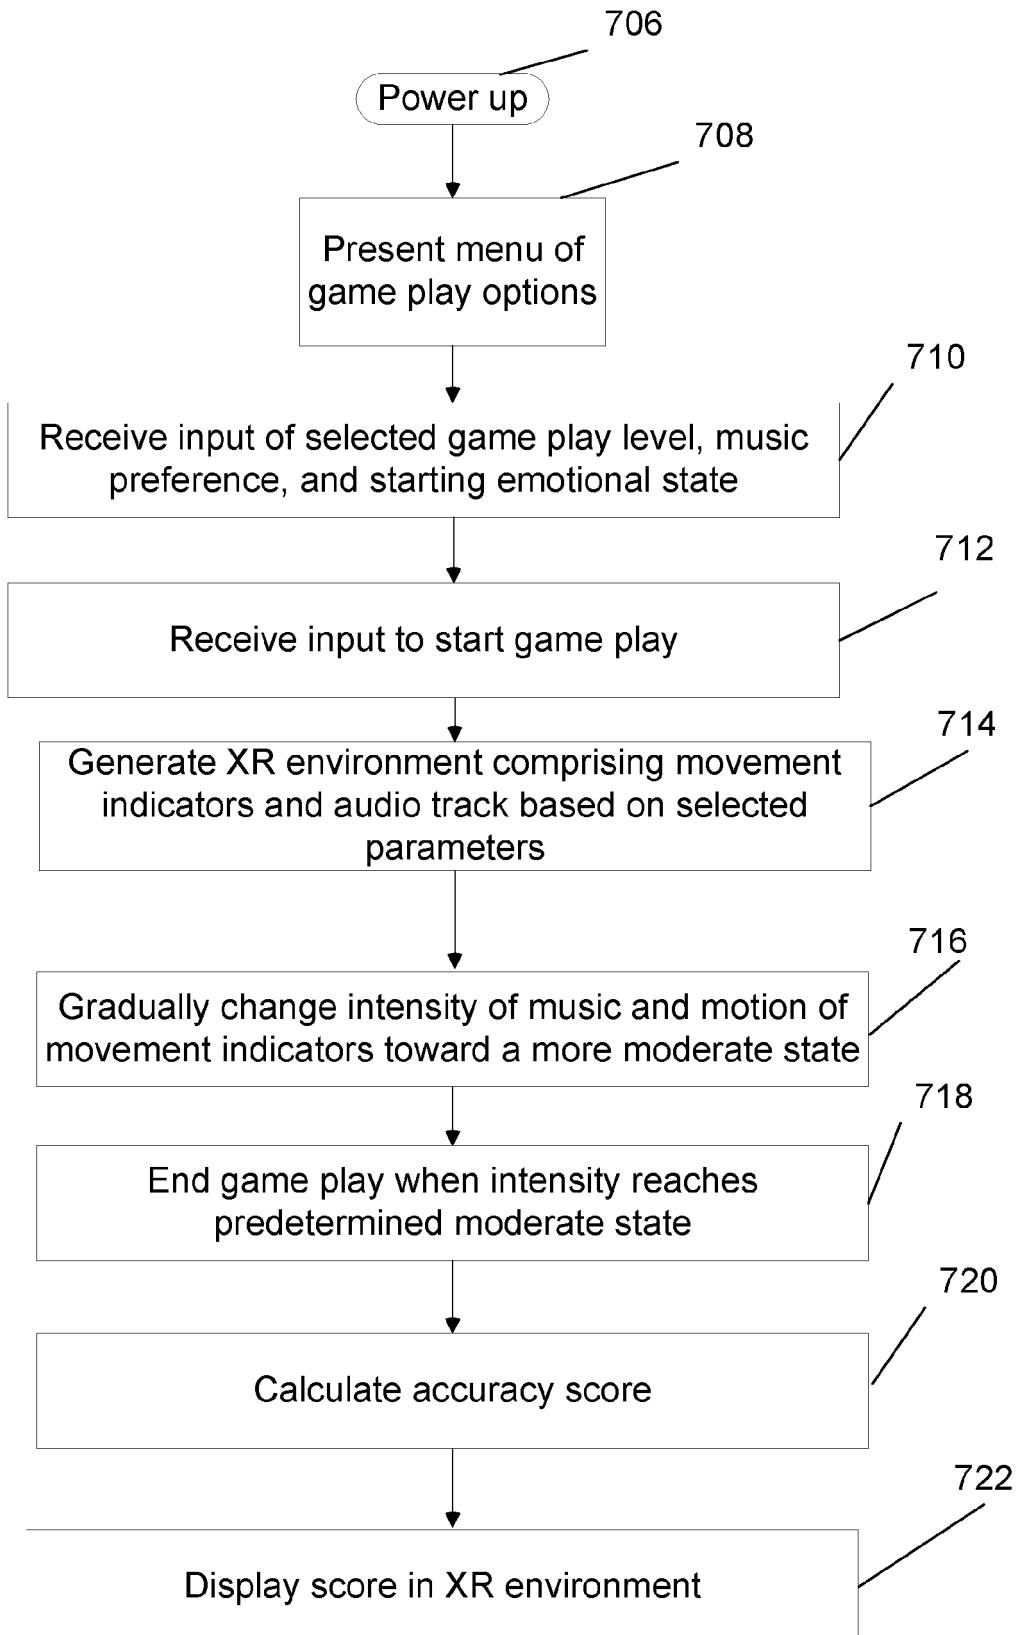 706
Power up
708
Present menu of
game play options
710
Receive input of selected game play level, music
preference, and starting emotional state
712
Receive input to start game play
714
Generate XR environment comprising movement
indicators and audio track based on selected
parameters
716
Gradually change intensity of music and motion of
movement indicators toward a more moderate state
718
End game play when intensity reaches
predetermined moderate state
720
Calculate accuracy score
722
Display score in XR environment